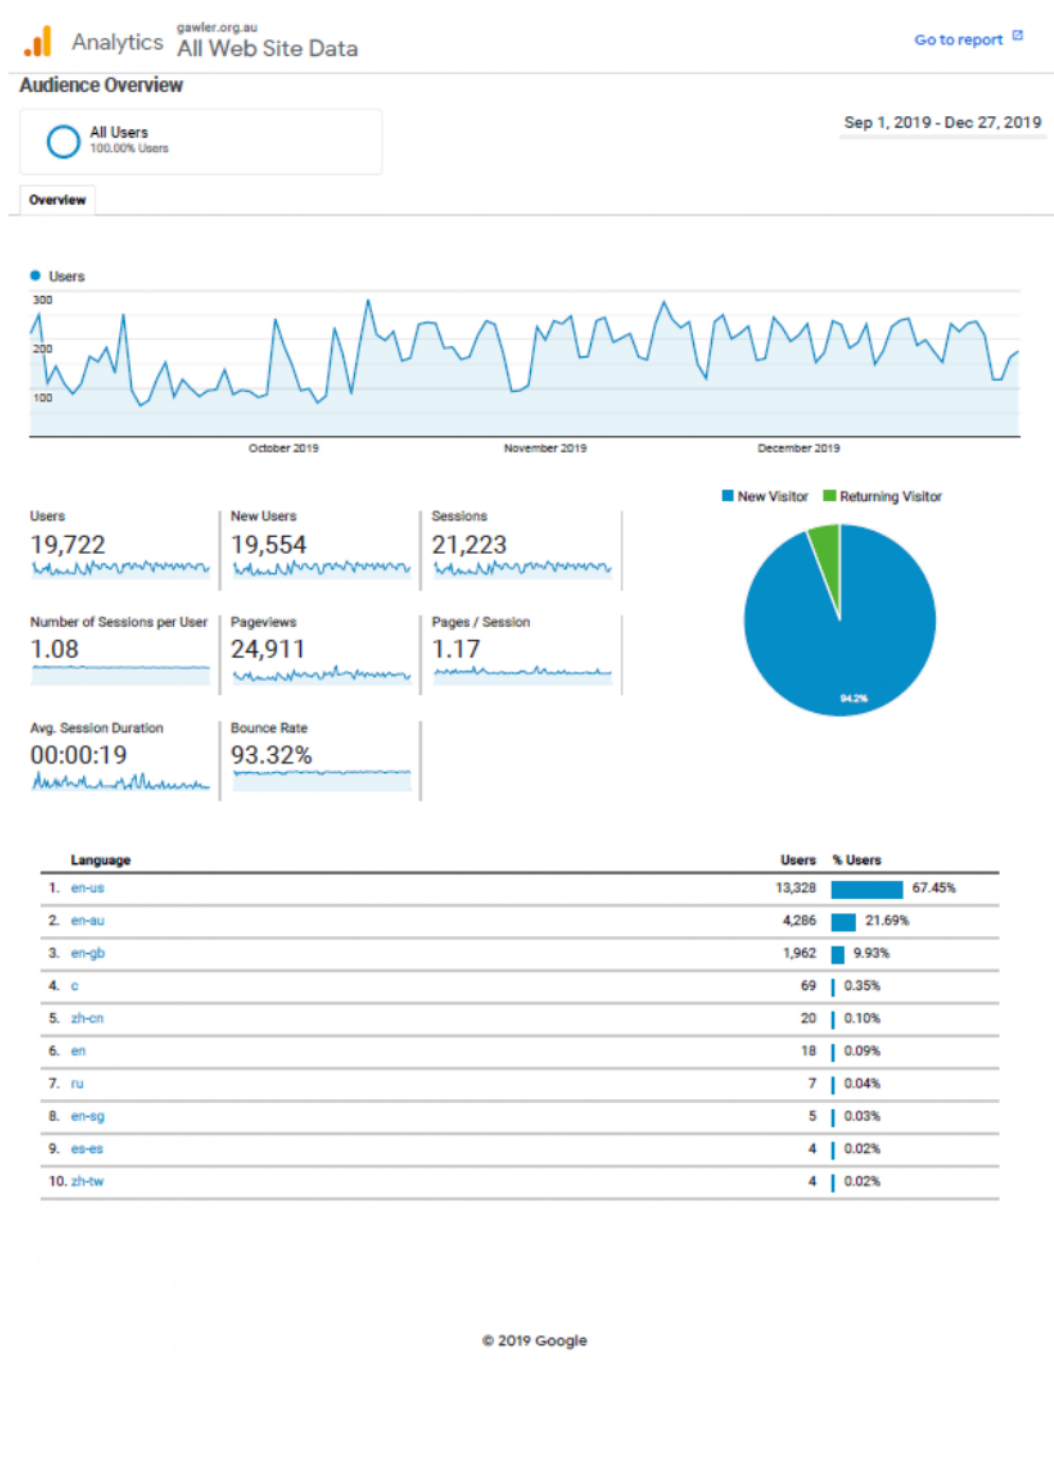 gawler.org.au
Analytics All Web Site Data
Go to report
Audience Overview
All Users
100.00% Users
Sep 1, 2019 - Dec 27, 2019
Overview
Users
300
200
100
October 2019 November 2019 December 2019
New Visitor Returning Visitor
94.2%
Users
19,722
New Users
19,554
Sessions
21,223
Number of Sessions per User
1.08
Pageviews
24,911
Pages / Session
1.17
Avg. Session Duration
00:00:19
Bounce Rate
93.32%
Language Users % Users
1. en-us 13,328 67.45%
2. en-au 4,286 21.69%
3. en-gb 1,962 9.93%
4. c 69 0.35%
5. zh-cn 20 0.10%
6. en 18 0.09%
7. ru 7 0.04%
8. en-sg 5 0.03%
9. es-es 4 0.02%
10. zh-tw 4 0.02%
© 2019 Google